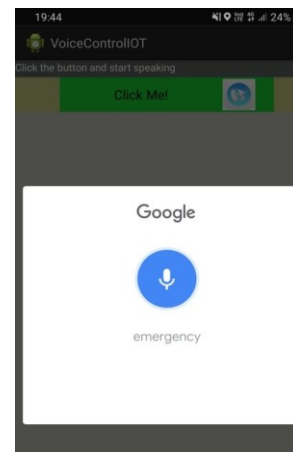 19:44 24%
VoiceControlIOT
Click the button and start speaking
Click Me!
Google
emergency